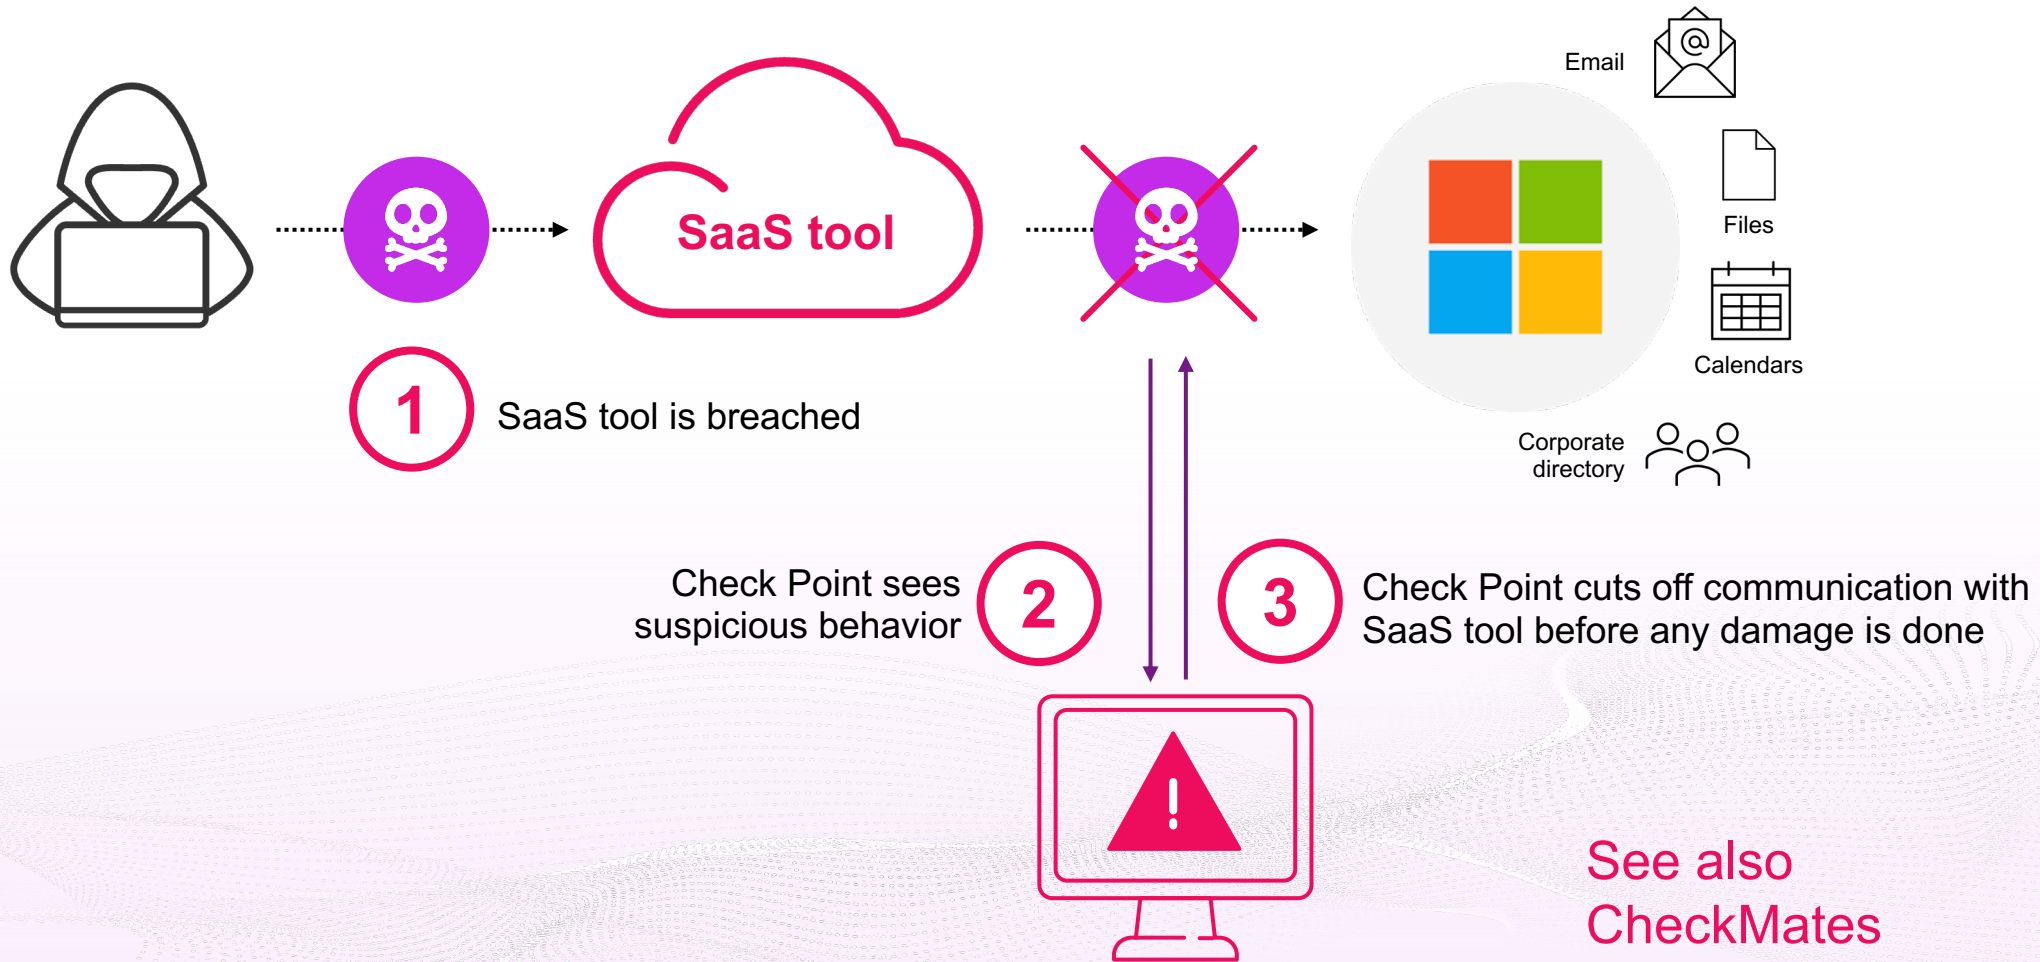 Email
Files
Calendars
Corporate
directory
SaaS tool
1
SaaS tool is breached
2
Check Point sees
suspicious behavior
3
Check Point cuts off communication with
SaaS tool before any damage is done
See also
CheckMates